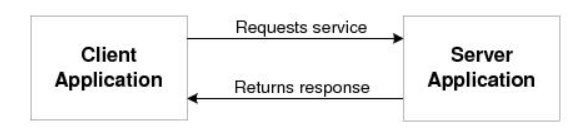 Client
Application
Requests service
Returns response
Server
Application